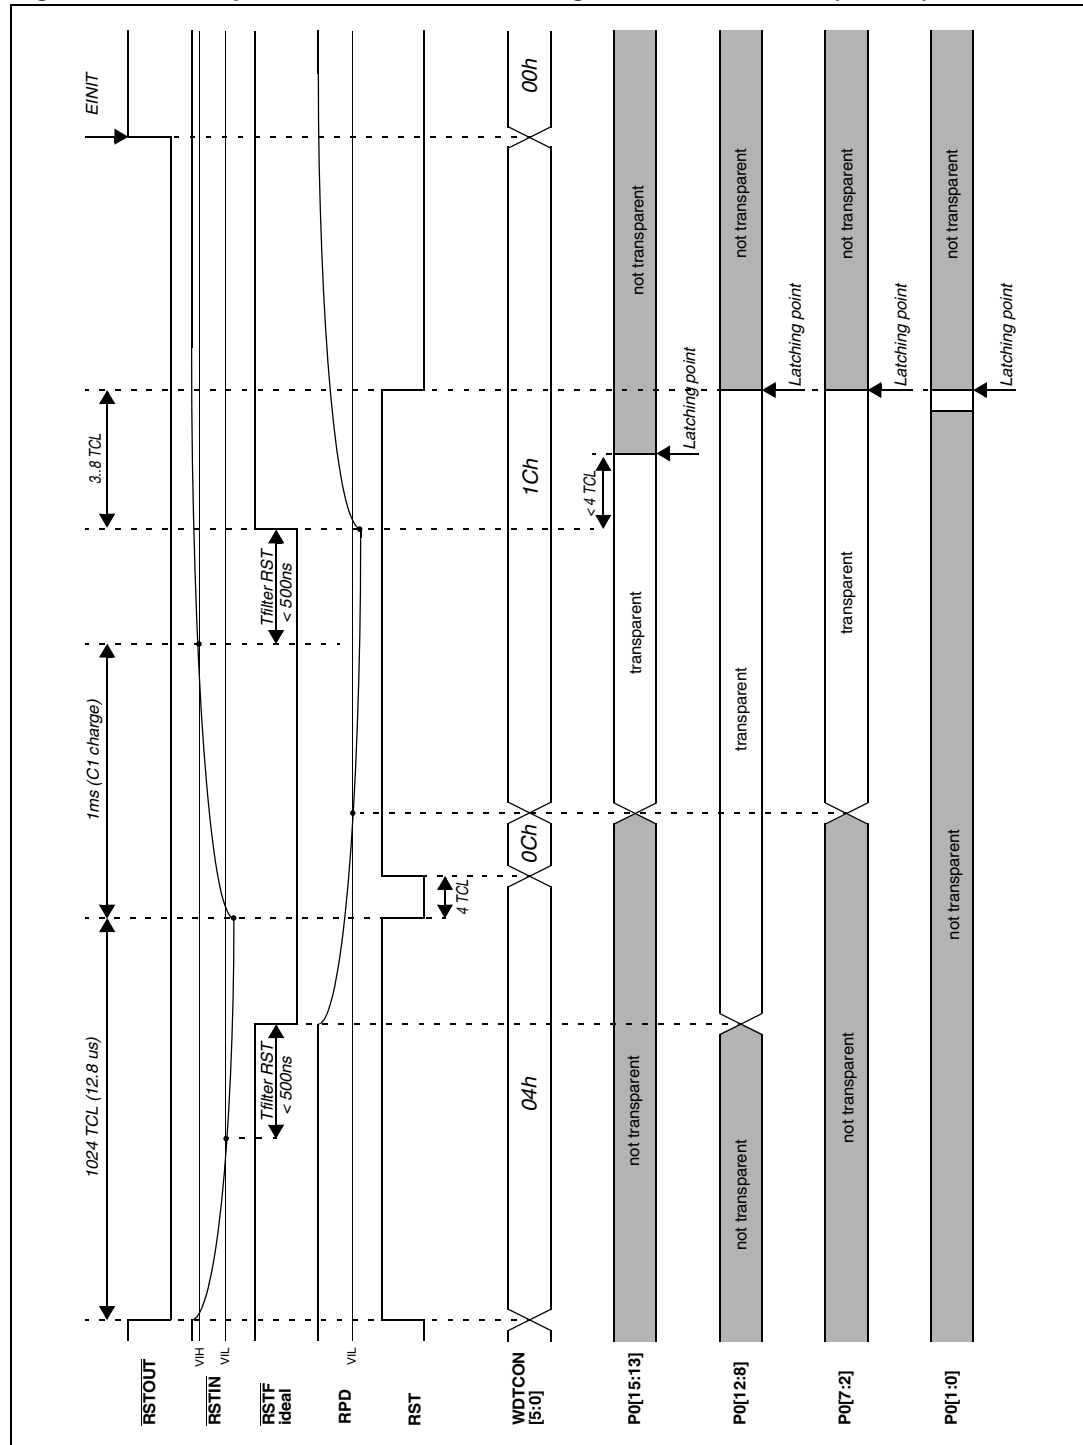 1024 TCL (12.8 us)
1ms (C1 charge)
3..8 TCL
EINIT
RSTOUT
RSTIN
VIH
VIL
RSTF
ideal
Tfilter RST
< 500ns
Tfilter RST
< 500ns
RPD
VIL
RST
4 TCL
WDTCON
[5:0]
04h
0Ch
1Ch
00h
< 4 TCL
P0[15:13]
not transparent
transparent
not transparent
Latching point
P0[12:8]
not transparent
transparent
not transparent
Latching point
P0[7:2]
not transparent
transparent
not transparent
Latching point
P0[1:0]
not transparent
not transparent
Latching point